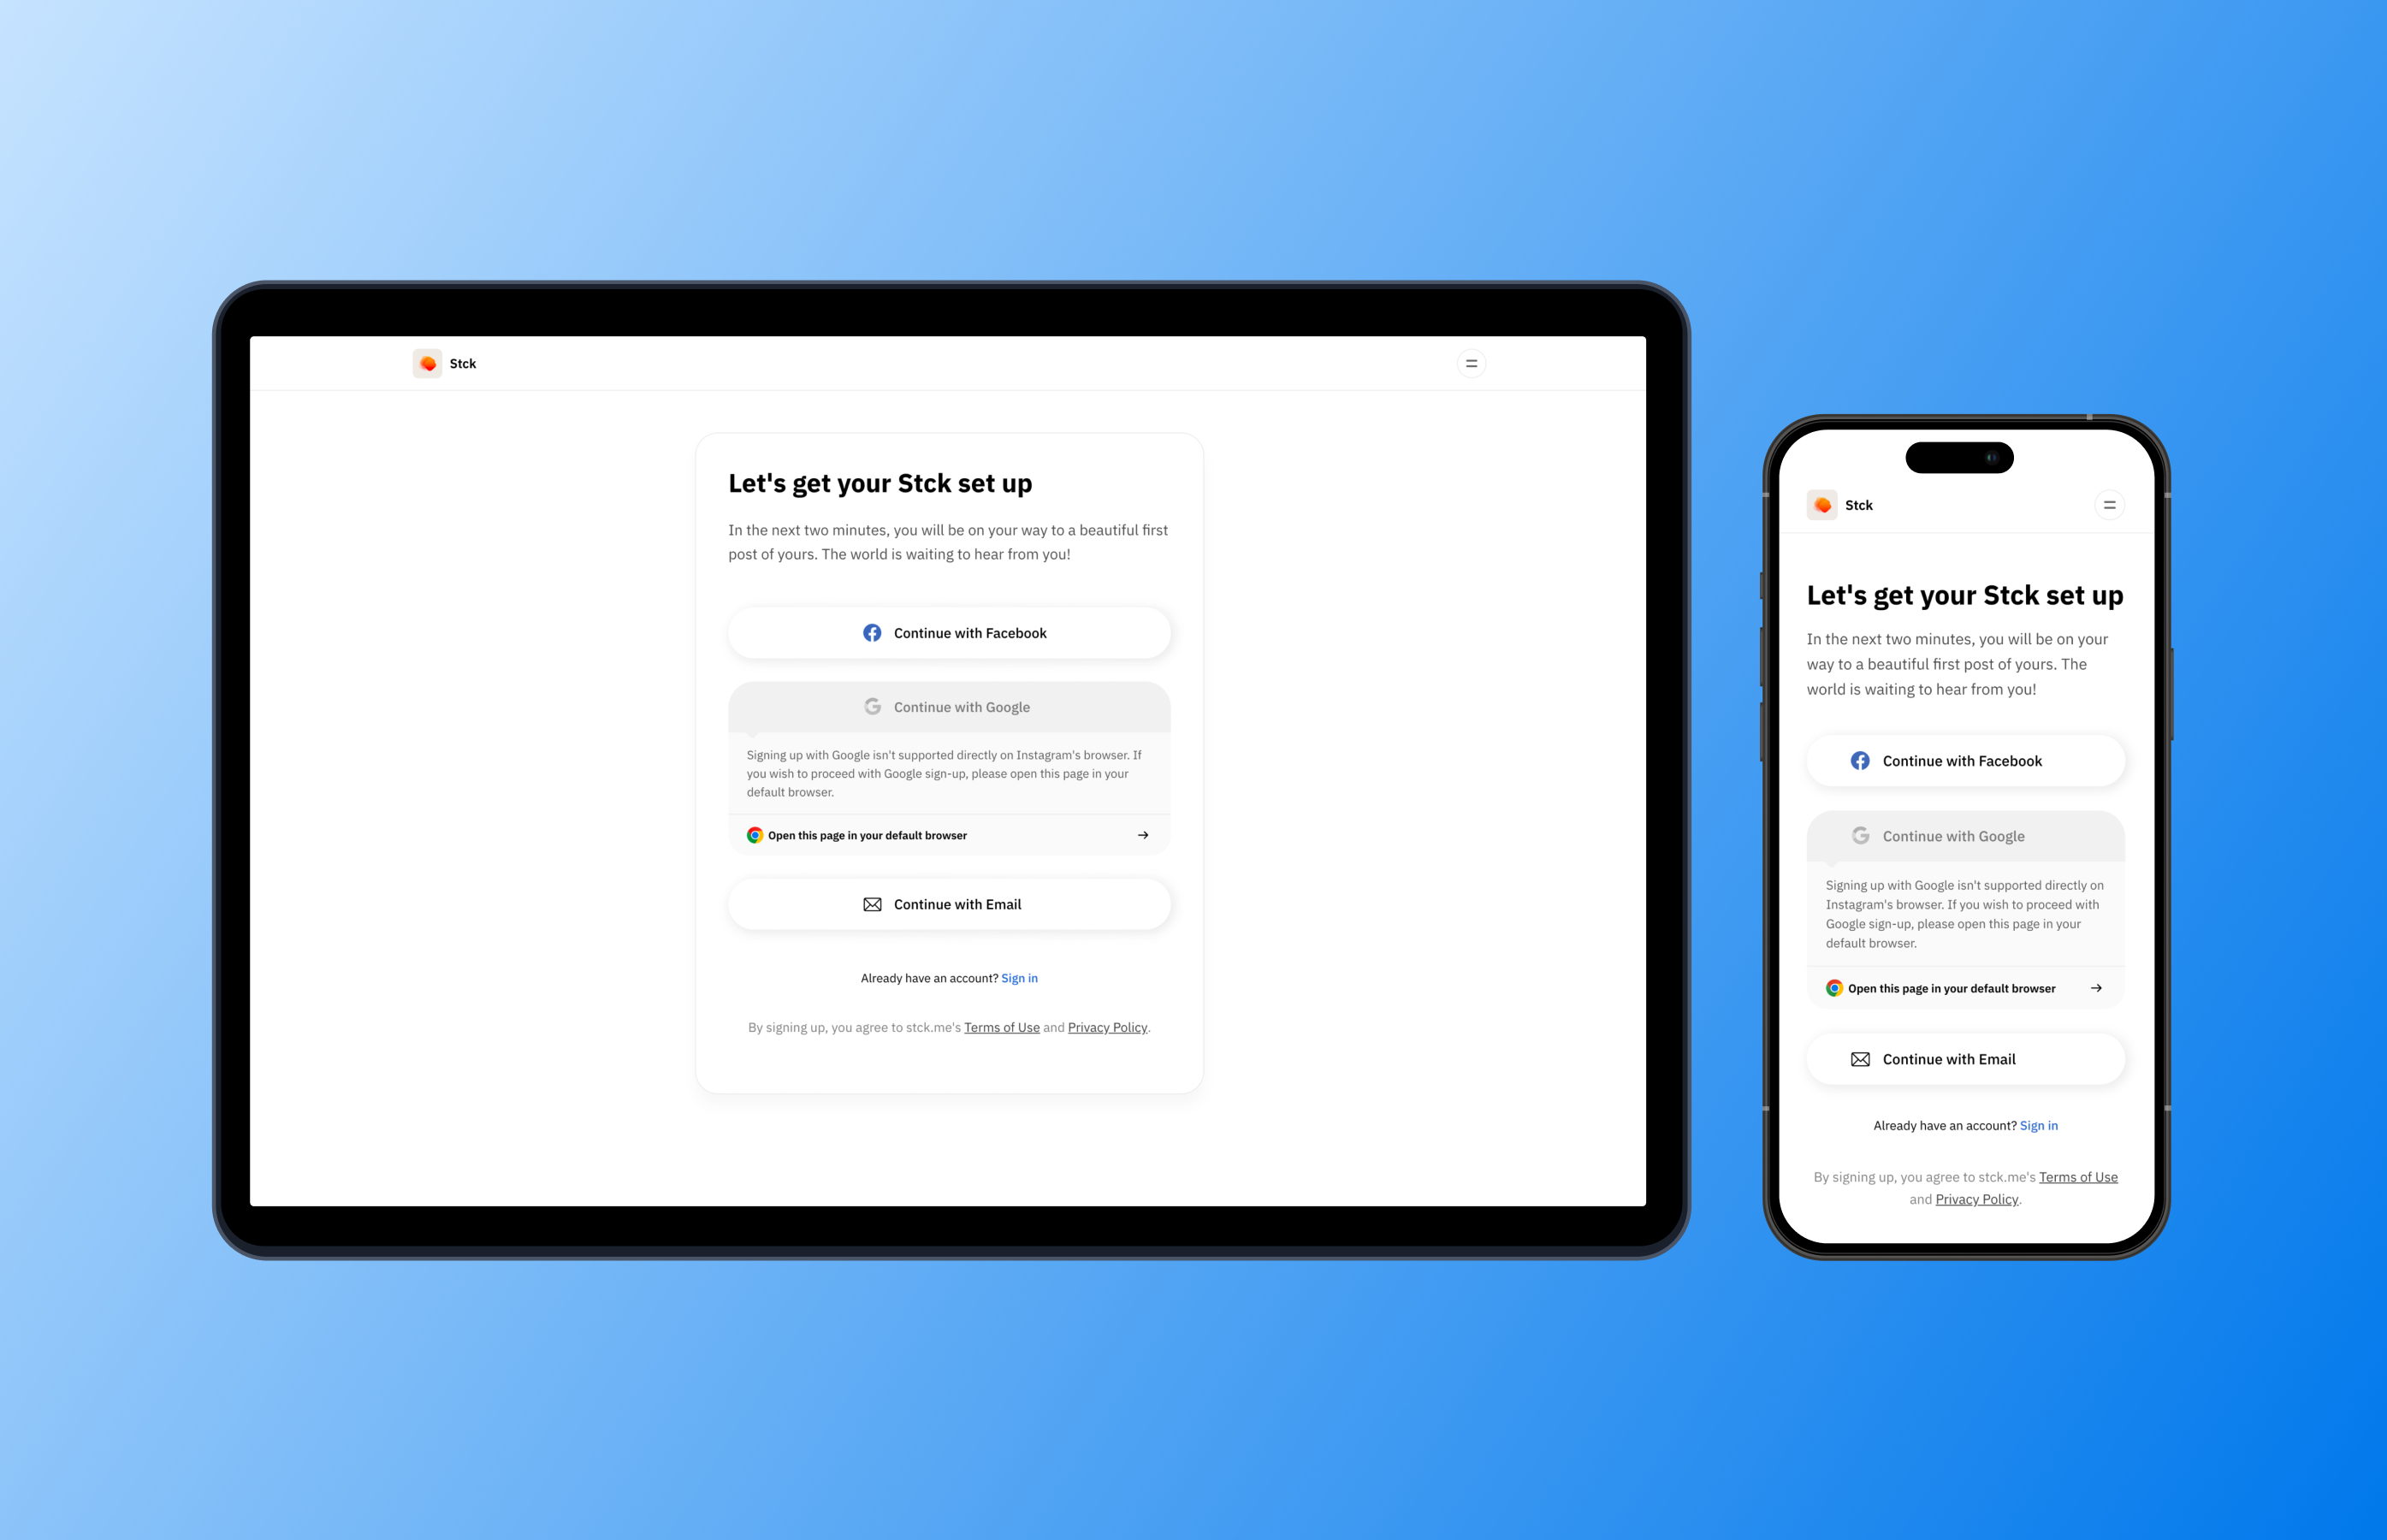 Stck
Let's get your Stck set up
In the next two minutes, you will be on your way to a beautiful first
post of yours. The world is waiting to hear from you!
Continue with Facebook
Continue with Google
Signing up with Google isn't supported directly on Instagram's browser. If
you wish to proceed with Google sign-up, please open this page in your
default browser.
Open this page in your default browser
Continue with Email
Already have an account? Sign in
By signing up, you agree to stck.me's Terms of Use and Privacy Policy.
Stck
Let's get your Stck set up
In the next two minutes, you will be on your
way to a beautiful first post of yours. The
world is waiting to hear from you!
Continue with Facebook
Continue with Google
Signing up with Google isn't supported directly on
Instagram's browser. If you wish to proceed with
Google sign-up, please open this page in your
default browser.
Open this page in your default browser
Continue with Email
Already have an account? Sign in
By signing up, you agree to stck.me's Terms of Use
and Privacy Policy.